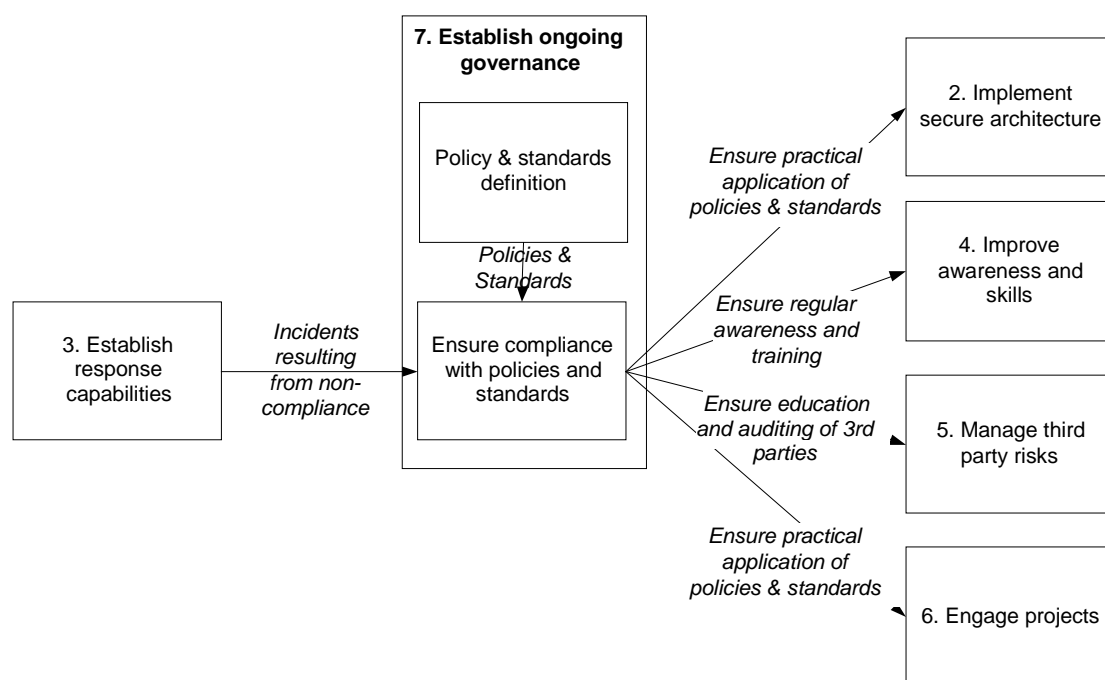 7. Establish ongoing
governance
Policy & standards
definition
Policies &
Standards
Ensure compliance
with policies and
standards
3. Establish
response
capabilities
Incidents
resulting
from non-
compliance
Ensure practical
application of
policies & standards
Ensure regular
awareness and
training
Ensure education
and auditing of 3rd
parties
Ensure practical
application of
policies & standards
2. Implement
secure architecture
4. Improve
awareness and
skills
5. Manage third
party risks
6. Engage projects